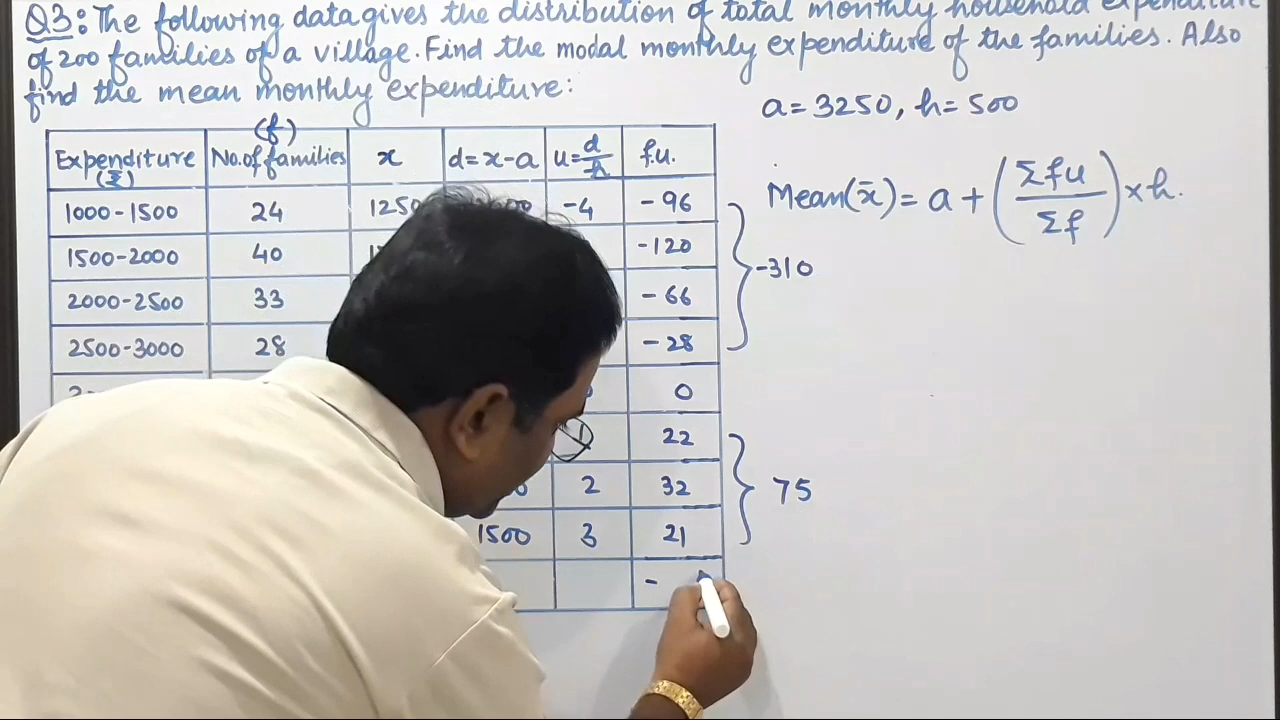 Q3: The following data gives the distribution of total monthly household expenditure
of 200 families of a village. Find the modal monthly expenditure of the families. Also
find the mean monthly expenditure:
a = 3250, h = 500
(f)
Expenditure No. of families x d = x-a u = d/h f.u.
(₹)
1000-1500 24 1250 -4 -96
1500-2000 40 -120
2000-2500 33 -66
2500-3000 28 -28
0
1 22
2 32
1500 3 21
-
-310
75
Mean (x̄) = a + (Σfu / Σf) × h.